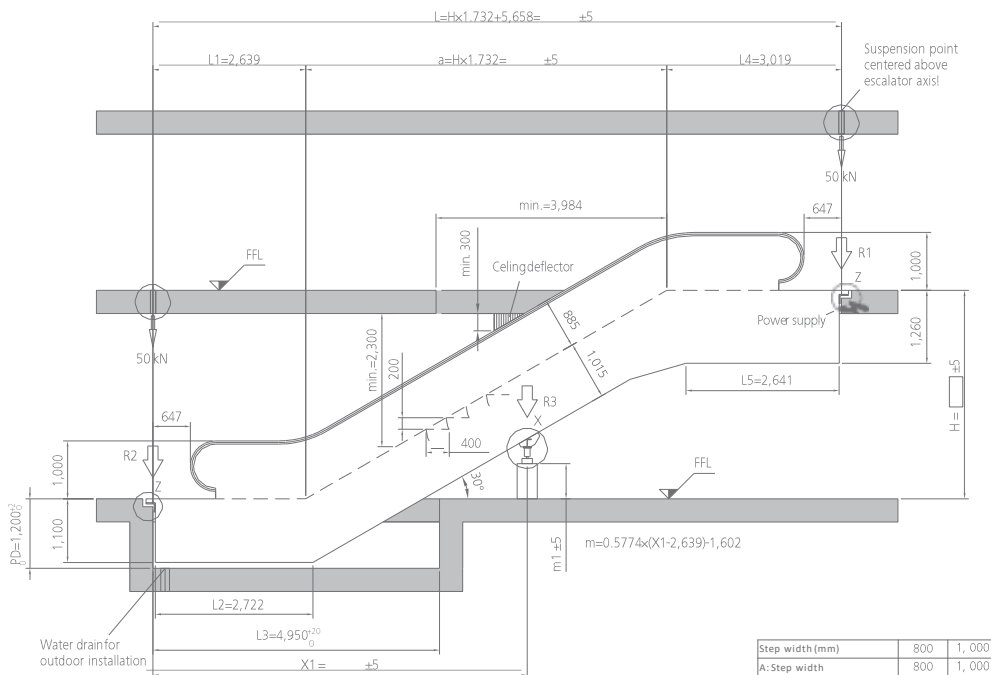 L=H×1.732+5,658= ±5
L1=2,639
a=H×1.732= ±5
L4=3,019
Suspension point
centered above
escalator axis!
50 kN
min.=3,984
647
R1
FFL
min. 300
Celingdeflector
1,000
Z
Power supply
1,260
50 kN
min.=2,300
200
885
1,015
L5=2,641
H= ±5
R3
X
647
400
R2
1,000
Z
30°
FFL
PD=1,200
1,100
m1 ±5
m=0.5774×(X1-2,639)-1,602
L2=2,722
L3=4,950 +20 0
Water drainfor
outdoor installation
X1= ±5
Step width (mm) 800 1, 000
A: Step width 800 1, 000